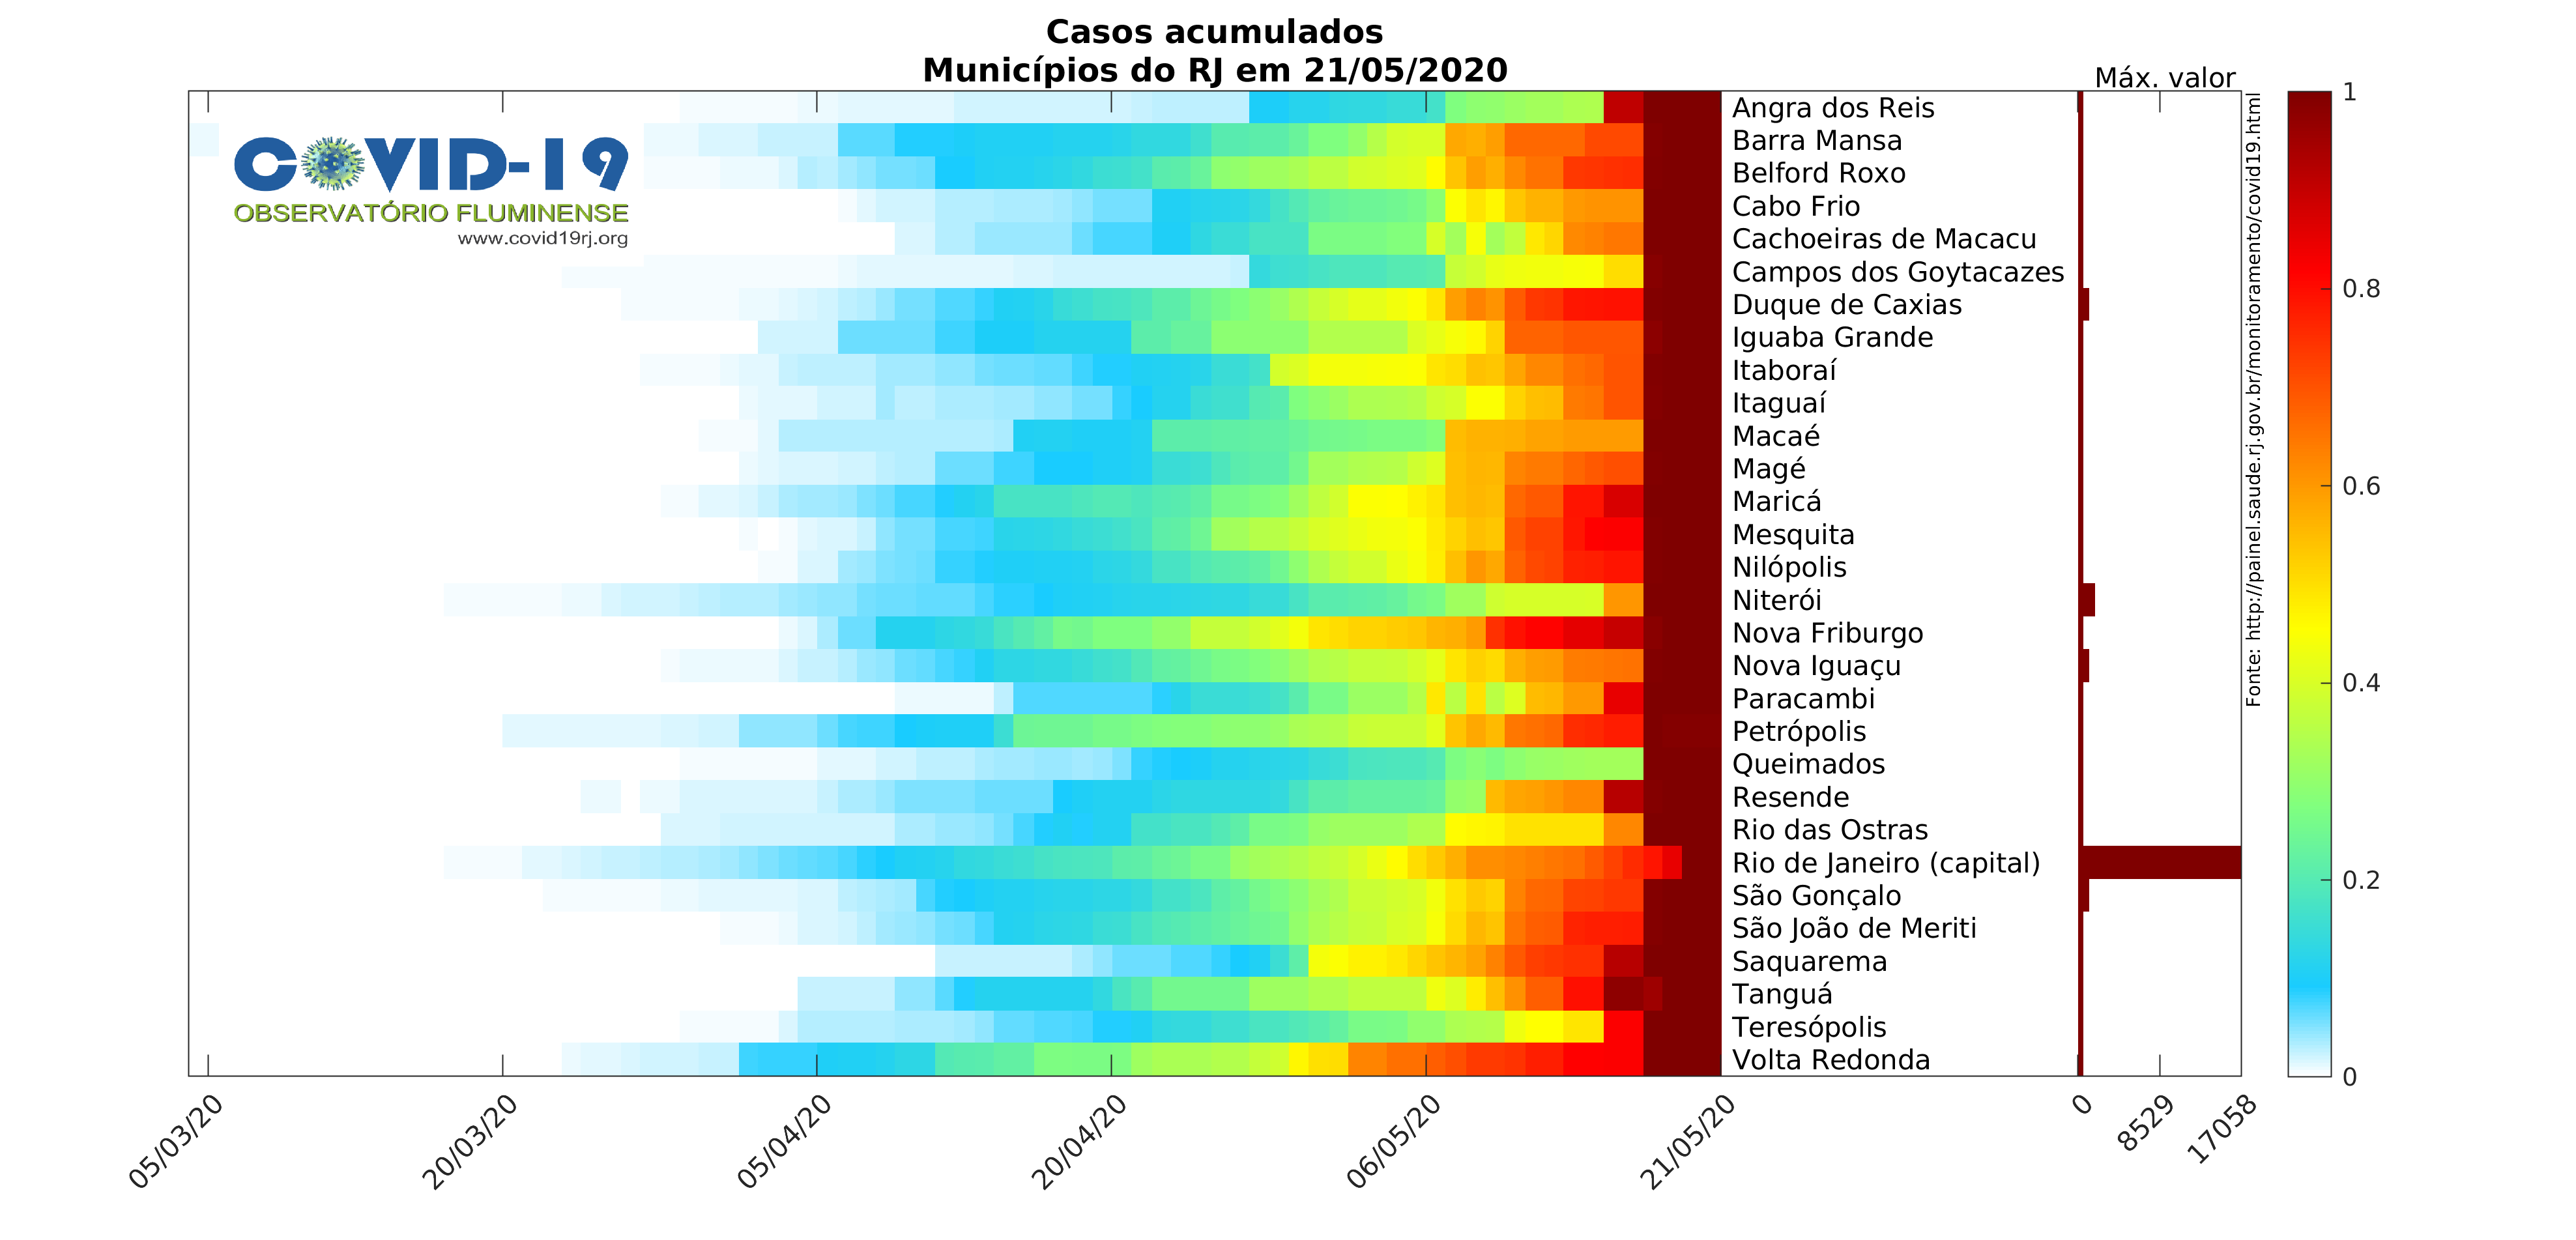 Casos acumulados
Municípios do RJ em 21/05/2020
Máx. valor
COVID-19
OBSERVATÓRIO FLUMINENSE
www.covid19rj.org
Angra dos Reis
Barra Mansa
Belford Roxo
Cabo Frio
Cachoeiras de Macacu
Campos dos Goytacazes
Duque de Caxias
Iguaba Grande
Itaboraí
Itaguaí
Macaé
Magé
Maricá
Mesquita
Nilópolis
Niterói
Nova Friburgo
Nova Iguaçu
Paracambi
Petrópolis
Queimados
Resende
Rio das Ostras
Rio de Janeiro (capital)
São Gonçalo
São João de Meriti
Saquarema
Tanguá
Teresópolis
Volta Redonda
05/03/20
20/03/20
05/04/20
20/04/20
06/05/20
21/05/20
0
8529
17058
Fonte: http://painel.saude.rj.gov.br/monitoramento/covid19.html
1
0.8
0.6
0.4
0.2
0